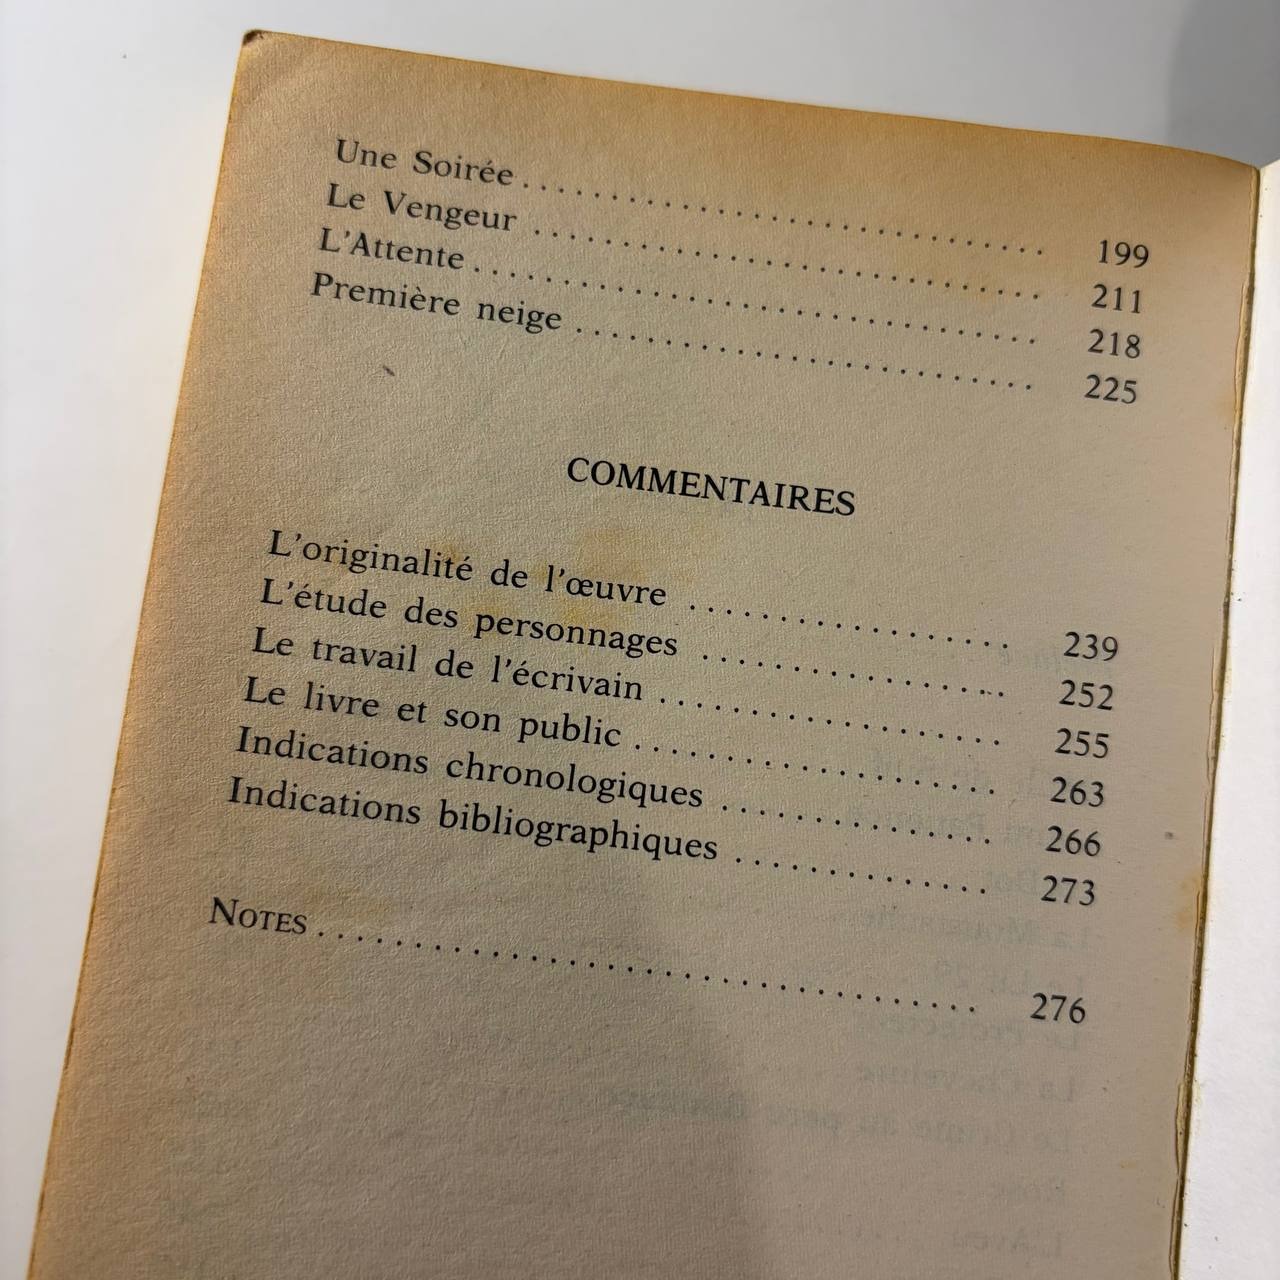 Une Soirée . . . . . . . . . . . . . . . . . . . . . . . . . . . . . . 199
Le Vengeur . . . . . . . . . . . . . . . . . . . . . . . . . . . . . 211
L'Attente . . . . . . . . . . . . . . . . . . . . . . . . . . . . . . . . 218
Première neige . . . . . . . . . . . . . . . . . . . . . . . . . . 225
COMMENTAIRES
L'originalité de l'œuvre . . . . . . . . . . . . . . . . . . 239
L'étude des personnages . . . . . . . . . . . . . . . . . 252
Le travail de l'écrivain . . . . . . . . . . . . . . . . . . . 255
Le livre et son public . . . . . . . . . . . . . . . . . . . . 263
Indications chronologiques . . . . . . . . . . . . . . . 266
Indications bibliographiques . . . . . . . . . . . . . . 273
NOTES . . . . . . . . . . . . . . . . . . . . . . . . . . . . . . . . . . 276